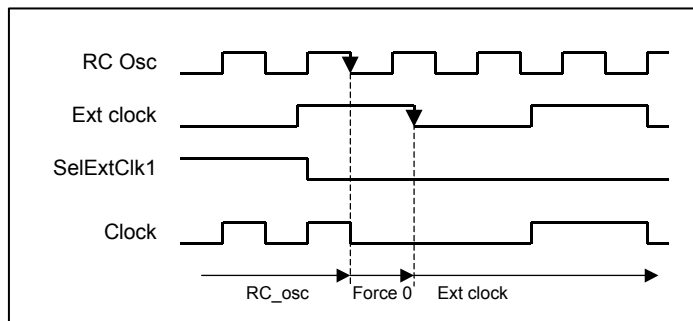 RC Osc
Ext clock
SelExtClk1
Clock
RC_osc Force 0 Ext clock